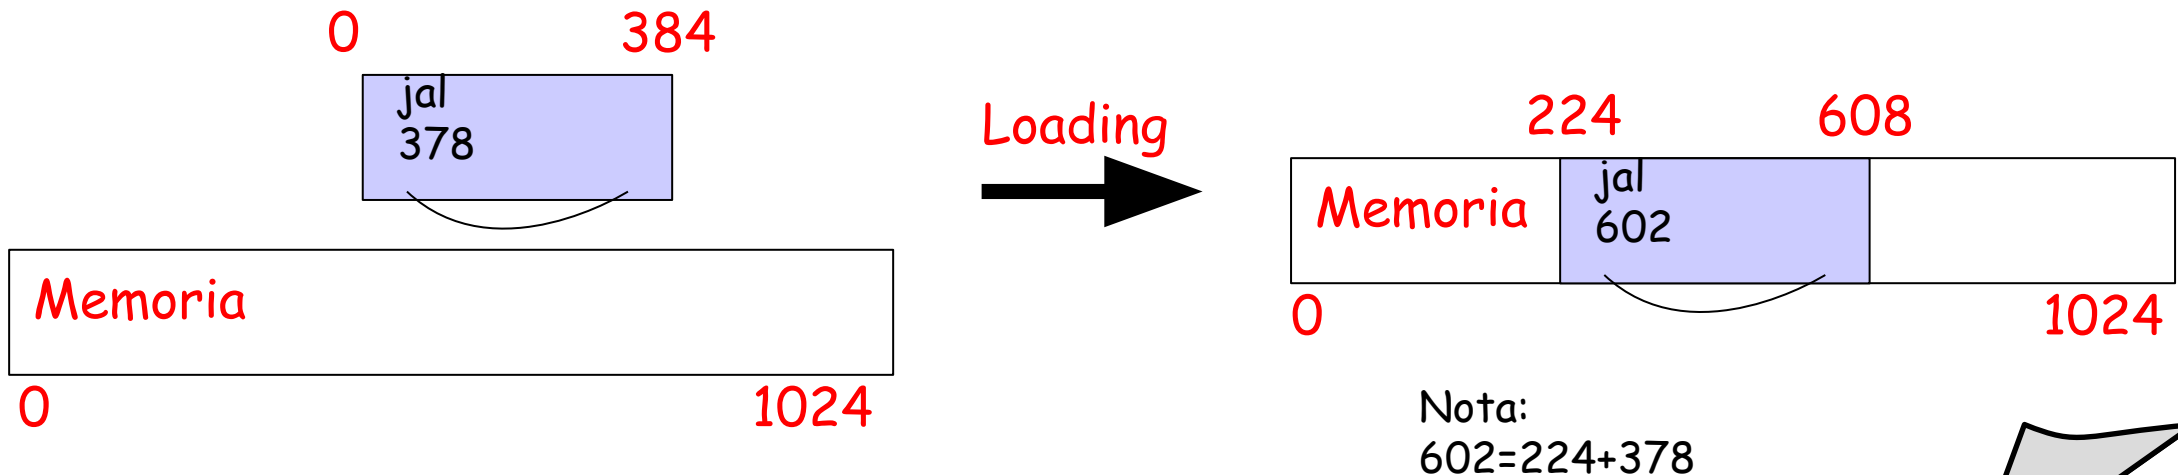 0 384
jal
378
Memoria
0 1024
Loading
224 608
Memoria
jal
602
0 1024
Nota:
602=224+378